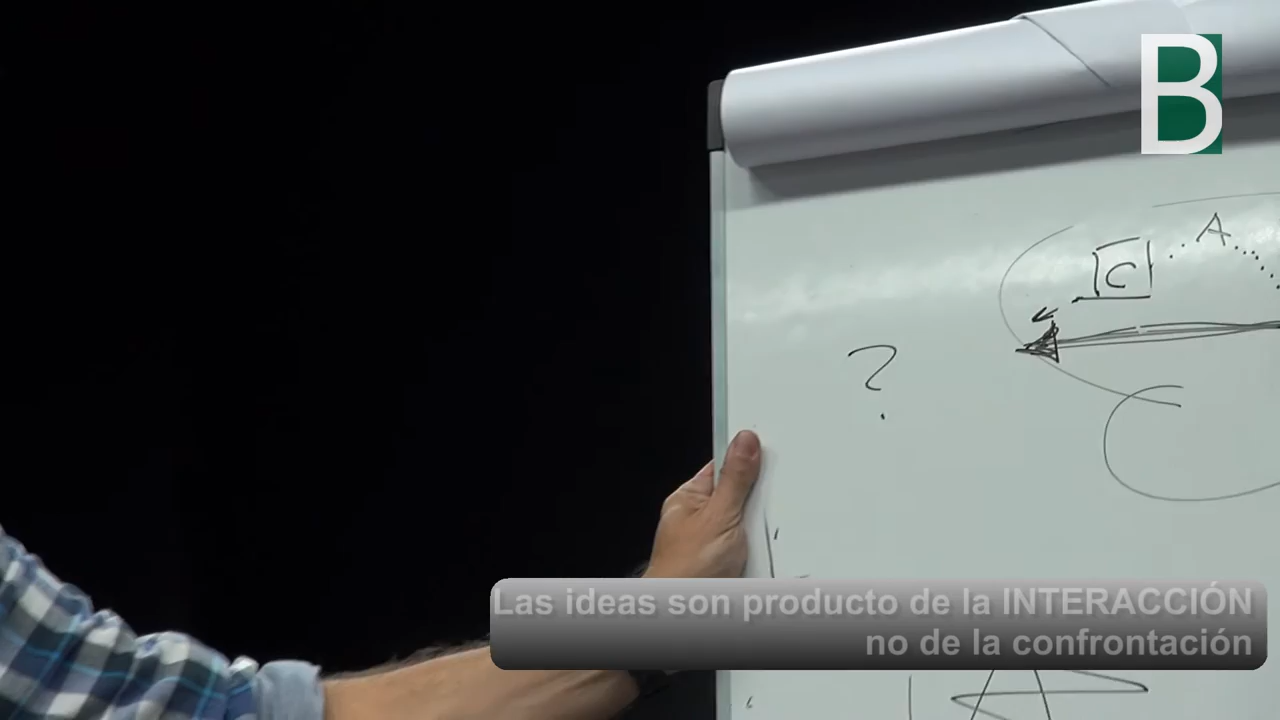 B
A
C
?
Las ideas son producto de la INTERACCIÓN
no de la confrontación